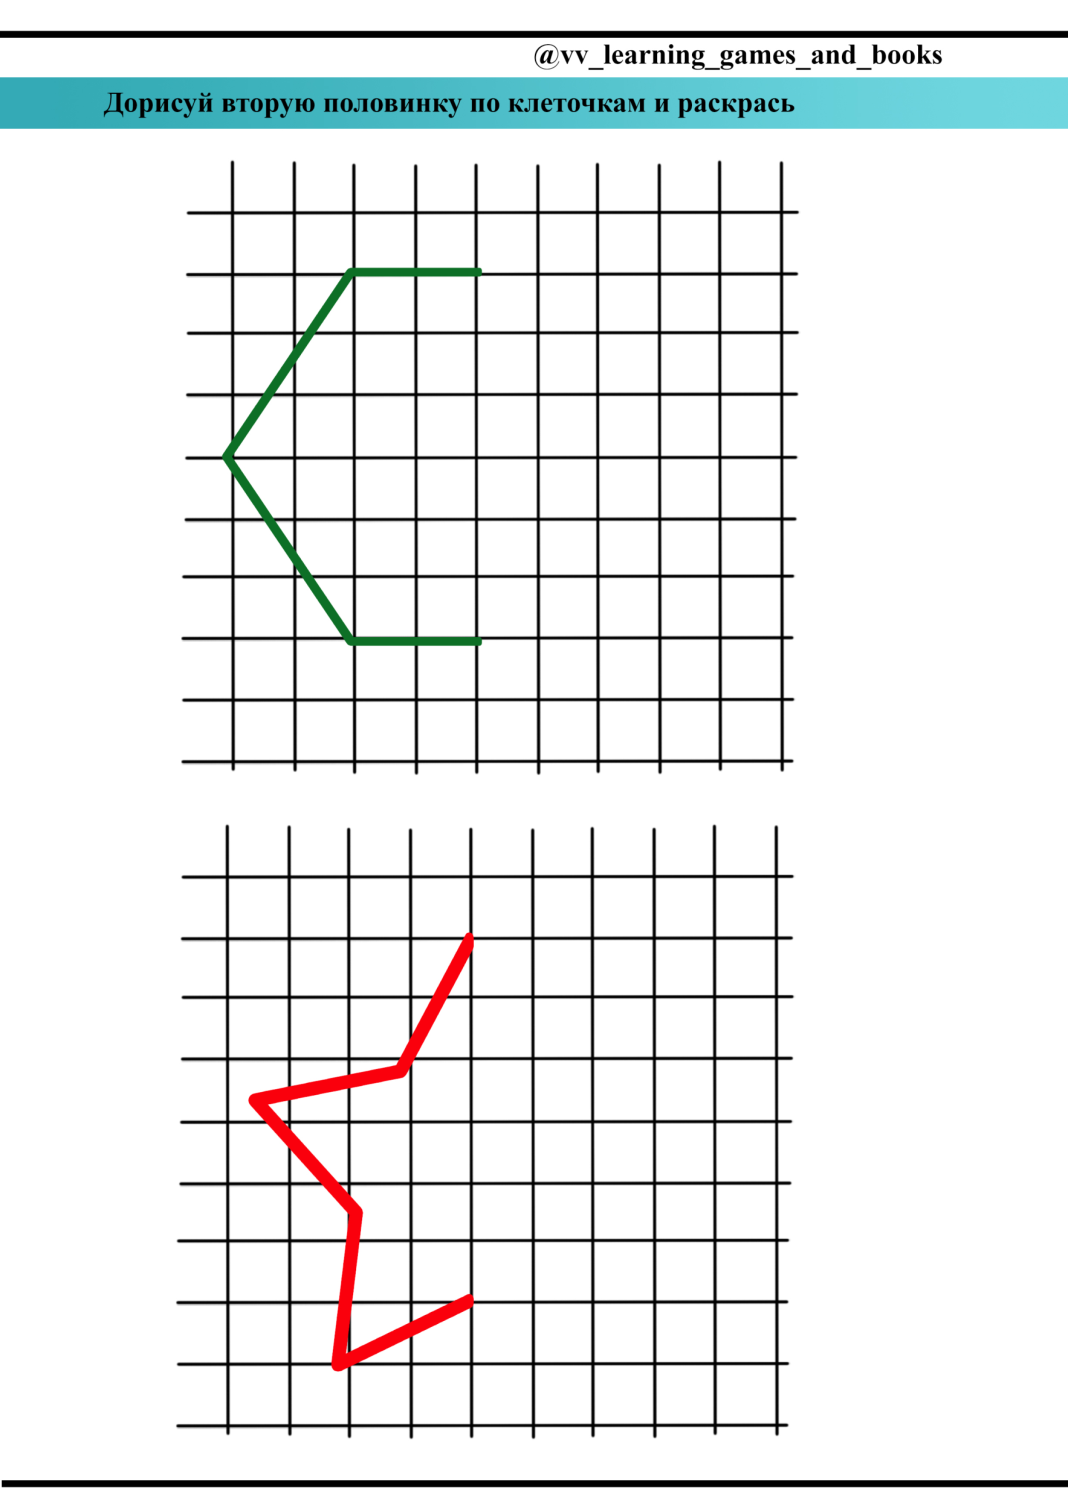 @vv_learning_games_and_books
Дорисуй вторую половинку по клеточкам и раскрась